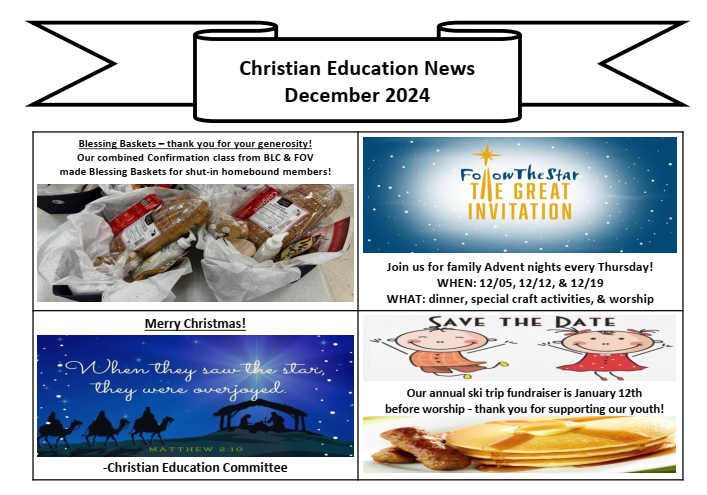 Christian Education News
December 2024
Blessing Baskets – thank you for your generosity!
Our combined Confirmation class from BLC & FOV
made Blessing Baskets for shut-in homebound members!
FollowTheStar
THE GREAT
INVITATION
Join us for family Advent nights every Thursday!
WHEN: 12/05, 12/12, & 12/19
WHAT: dinner, special craft activities, & worship
Merry Christmas!
When they saw the star,
they were overjoyed.
MATTHEW 2:10
-Christian Education Committee
SAVE THE DATE
Our annual ski trip fundraiser is January 12th
before worship - thank you for supporting our youth!